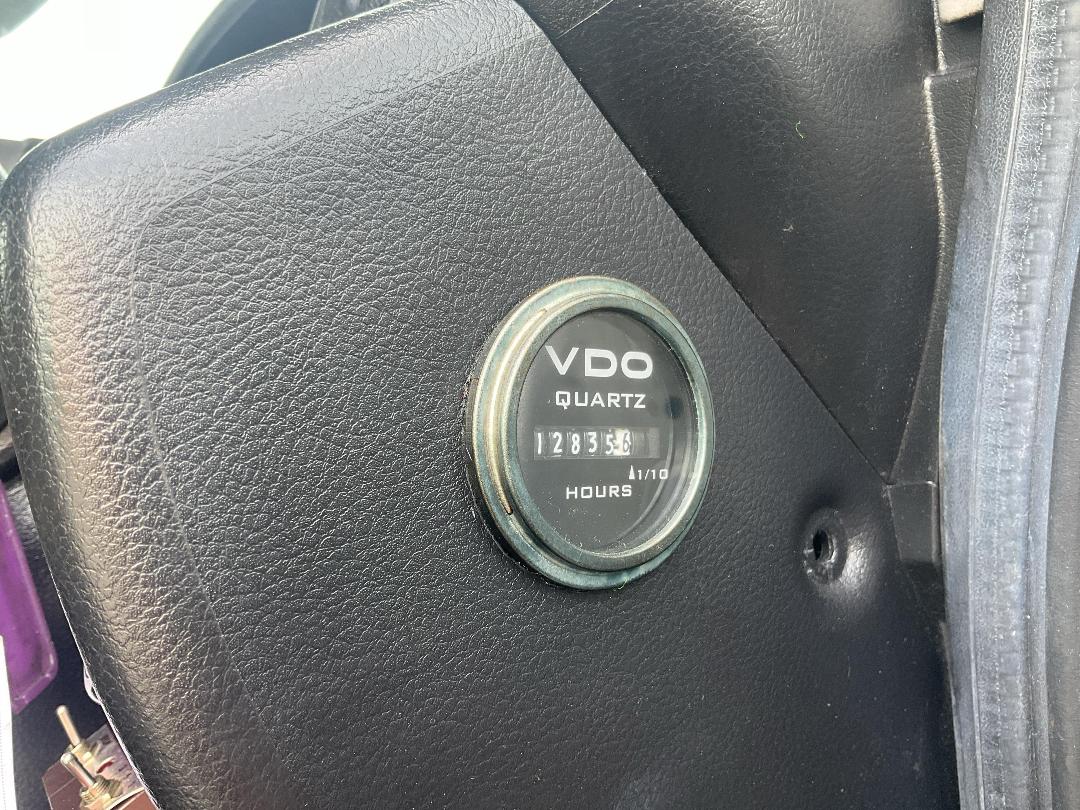 VDO
QUARTZ
128356
1/10
HOURS